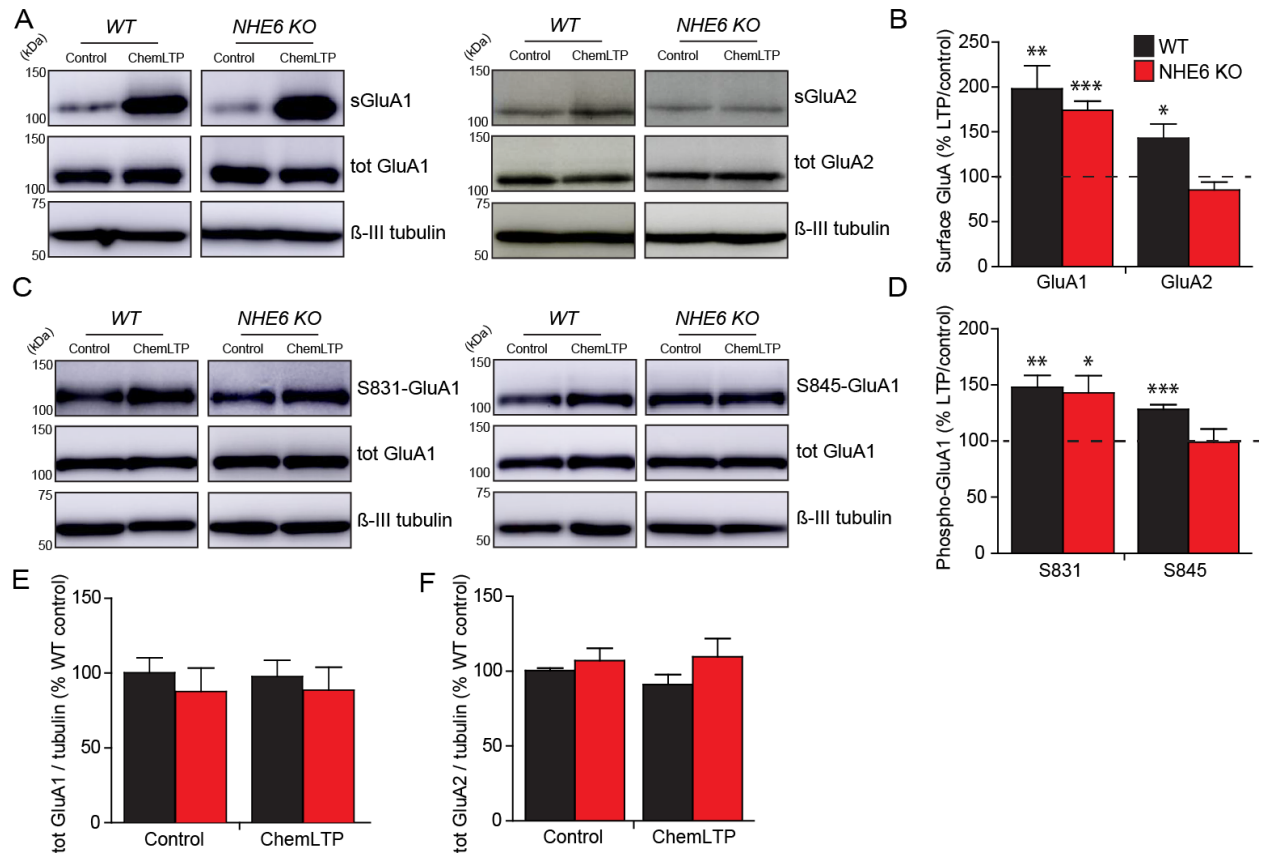 A
WT NHE6 KO WT NHE6 KO
(kDa) Control ChemLTP Control ChemLTP (kDa) Control ChemLTP Control ChemLTP
150 100 sGluA1 150 100 sGluA2
150 100 tot GluA1 150 100 tot GluA2
75 50 ß-III tubulin 75 50 ß-III tubulin
B
Surface GluA (% LTP/control)
250
200
150
100
50
0
** *** *
WT
NHE6 KO
GluA1 GluA2
C
WT NHE6 KO WT NHE6 KO
(kDa) Control ChemLTP Control ChemLTP (kDa) Control ChemLTP Control ChemLTP
150 100 S831-GluA1 150 100 S845-GluA1
150 100 tot GluA1 150 100 tot GluA1
75 50 ß-III tubulin 75 50 ß-III tubulin
D
Phospho-GluA1 (% LTP/control)
200
150
100
50
0
** * ***
S831 S845
E
tot GluA1 / tubulin (% WT control)
150
100
50
0
Control ChemLTP
F
tot GluA2 / tubulin (% WT control)
150
100
50
0
Control ChemLTP